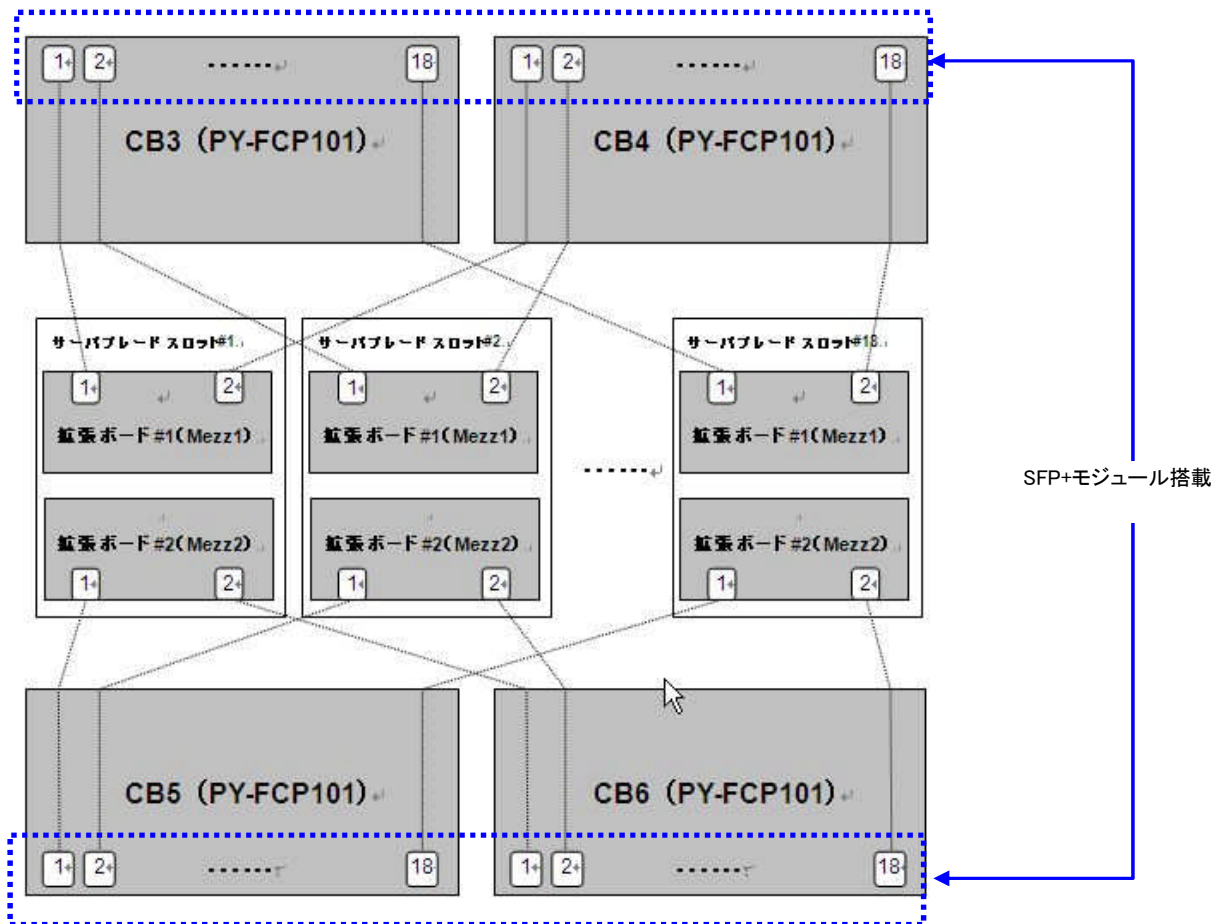 1 2 ・・・・・・ 18 1 2 ・・・・・・ 18
CB3（PY-FCP101） CB4（PY-FCP101）
サーバブレード スロット#1 サーバブレード スロット#2 サーバブレード スロット#18
1 2 1 2 1 2
拡張ボード#1(Mezz1) 拡張ボード#1(Mezz1) 拡張ボード#1(Mezz1)
・・・・・・
SFP+モジュール搭載
拡張ボード#2(Mezz2) 拡張ボード#2(Mezz2) 拡張ボード#2(Mezz2)
1 2 1 2 1 2
CB5（PY-FCP101） CB6（PY-FCP101）
1 2 ・・・・・・ 18 1 2 ・・・・・・ 18